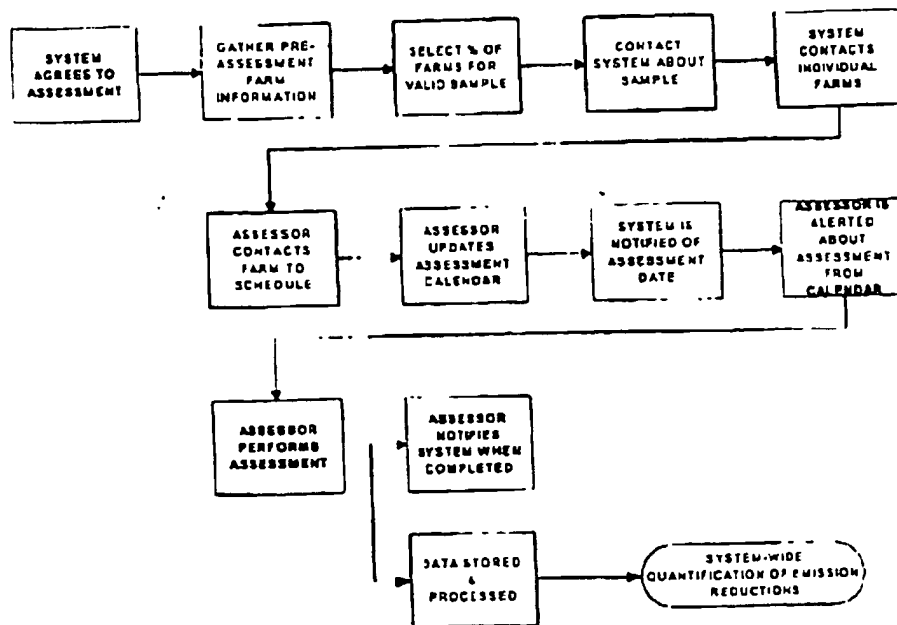 SYSTEM
AGREES TO
ASSESSMENT
GATHER PRE-
ASSESSMENT
FARM
INFORMATION
SELECT % OF
FARMS FOR
VALID SAMPLE
CONTACT
SYSTEM ABOUT
SAMPLE
SYSTEM
CONTACTS
INDIVIDUAL
FARMS
ASSESSOR
CONTACTS
FARM TO
SCHEDULE
ASSESSOR
UPDATES
ASSESSMENT
CALENDAR
SYSTEM IS
NOTIFIED OF
ASSESSMENT
DATE
ASSESSOR IS
ALERTED
ABOUT
ASSESSMENT
FROM
CALENDAR
ASSESSOR
PERFORMS
ASSESSMENT
ASSESSOR
NOTIFIES
SYSTEM WHEN
COMPLETED
DATA STORED
&
PROCESSED
SYSTEM-WIDE
QUANTIFICATION OF EMISSION
REDUCTIONS